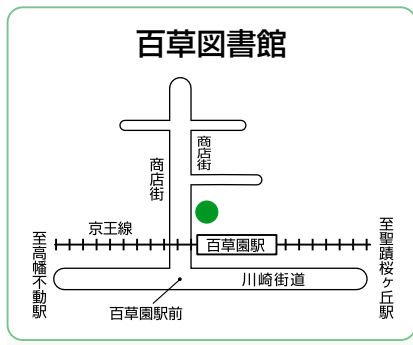 百草図書館
商店街
商店街
京王線
百草園駅
至高幡不動駅
至聖蹟桜ヶ丘駅
川崎街道
百草園駅前